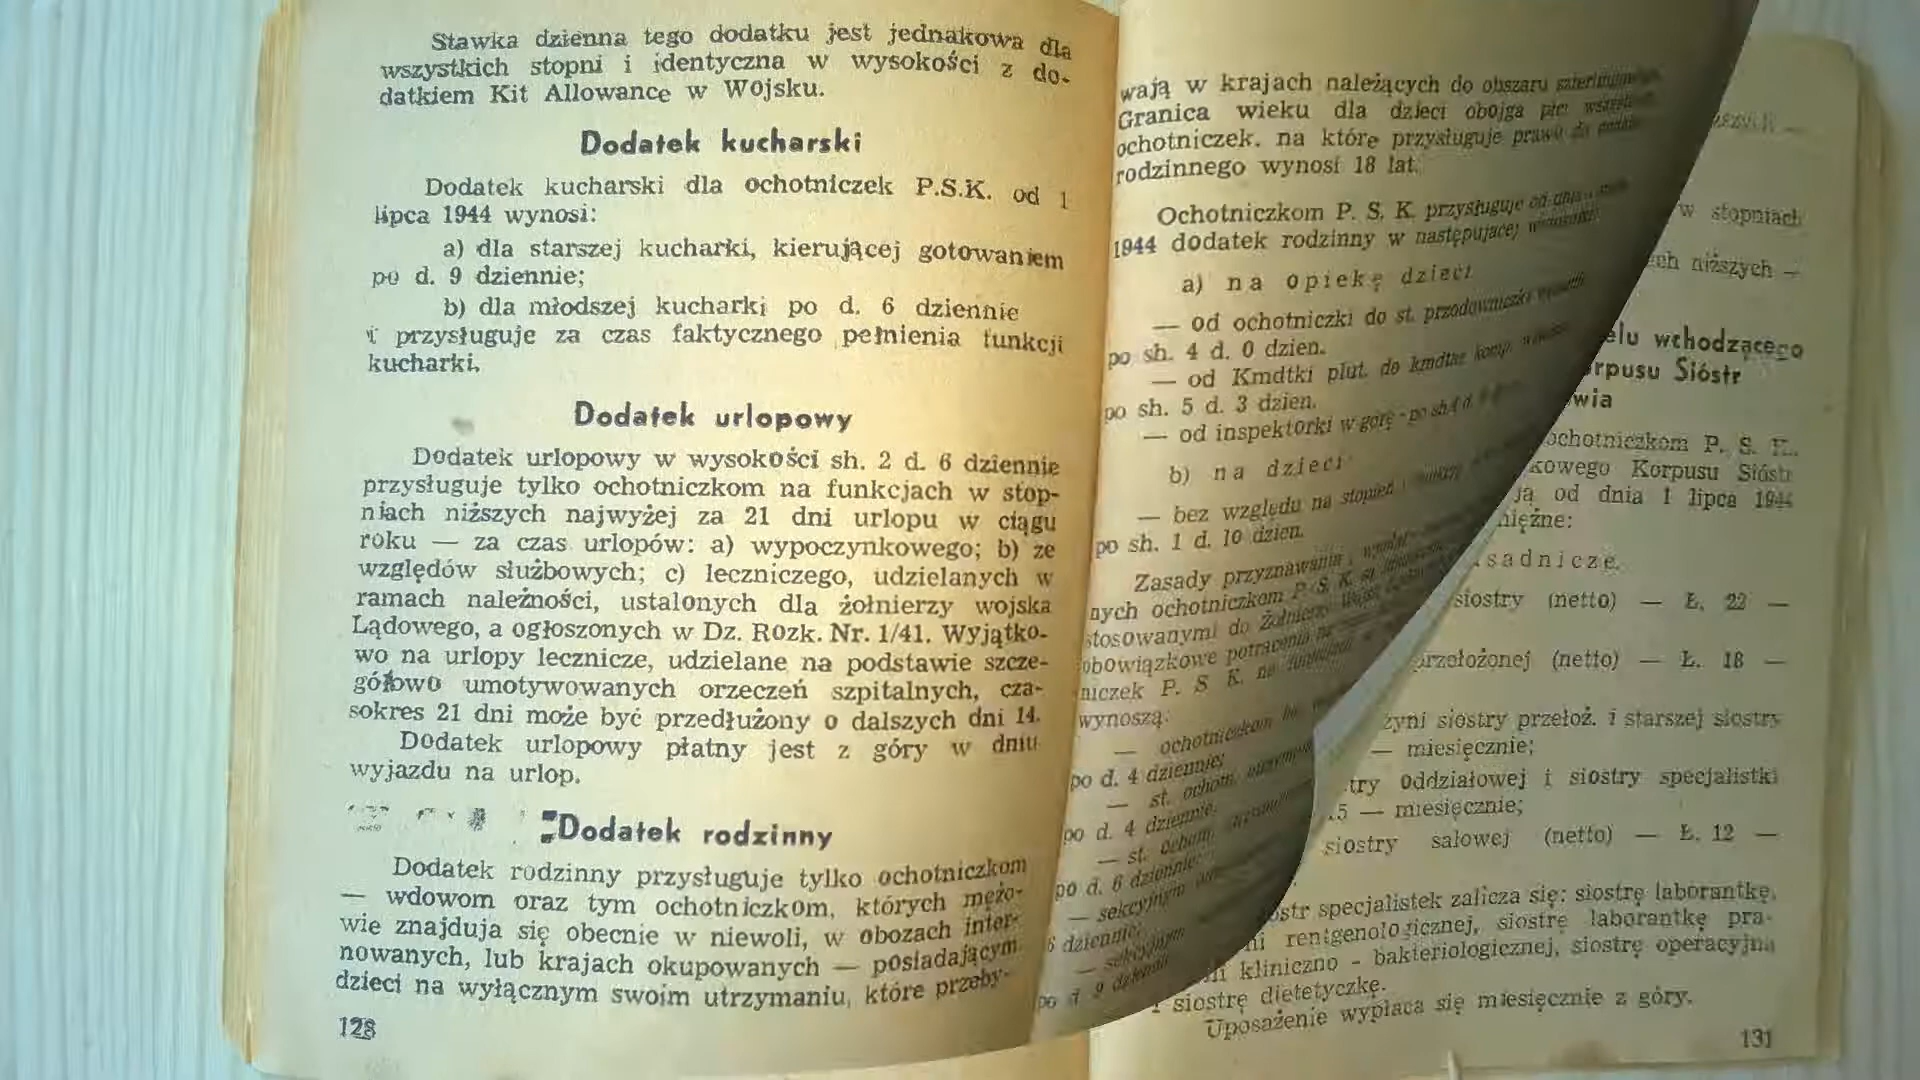 Stawka dzienna tego dodatku jest jednakowa dla
wszystkich stopni i identyczna w wysokości z do-
datkiem Kit Allowance w Wojsku.
Dodatek kucharski
Dodatek kucharski dla ochotniczek P.S.K. od 1
lipca 1944 wynosi:
a) dla starszej kucharki, kierującej gotowaniem
po d. 9 dziennie;
b) dla młodszej kucharki po d. 6 dziennie
i przysługuje za czas faktycznego pełnienia funkcji
kucharki.
Dodatek urlopowy
Dodatek urlopowy w wysokości sh. 2 d. 6 dziennie
przysługuje tylko ochotniczkom na funkcjach w stop-
niach niższych najwyżej za 21 dni urlopu w ciągu
roku — za czas urlopów: a) wypoczynkowego; b) ze
względów służbowych; c) leczniczego, udzielanych w
ramach należności, ustalonych dla żołnierzy wojska
Lądowego, a ogłoszonych w Dz. Rozk. Nr. 1/41. Wyjątko-
wo na urlopy lecznicze, udzielane na podstawie szcze-
gółowo umotywowanych orzeczeń szpitalnych, cza-
sokres 21 dni może być przedłużony o dalszych dni 14.
Dodatek urlopowy płatny jest z góry w dniu
wyjazdu na urlop.
Dodatek rodzinny
Dodatek rodzinny przysługuje tylko ochotniczkom
— wdowom oraz tym ochotniczkom, których mężo-
wie znajduja się obecnie w niewoli, w obozach inter-
nowanych, lub krajach okupowanych — posiadającym
dzieci na wyłącznym swoim utrzymaniu, które przeby-
128
wają w krajach należących do obszaru
Granica wieku dla dzieci obojga płci
ochotniczek, na które przysługuje prawo do
rodzinnego wynosi 18 lat.
Ochotniczkom P. S. K. przysługuje od dnia
1944 dodatek rodzinny w następującej
a) na opiekę dzieci
— od ochotniczki do st. przodowniczki
po sh. 4 d. 0 dzien.
— od Kmdtki plut. do kmdtki komp.
po sh. 5 d. 3 dzien.
— od inspektorki w górę - po sh.
b) na dzieci
— bez względu na stopień i
po sh. 1 d. 10 dzien.
Zasady przyznawania i
nych ochotniczkom P. S. K. są
stosowanymi do żołnierzy Wojsk
obowiązkowe potrącenia na
niczek P. S. K. na
wynoszą:
— ochotniczkom
po d. 4 dziennie;
— st. ochotn.
po d. 4 dziennie;
— st. ochotn.
po d. 6 dziennie;
— sekcyjnym
6 dziennie;
— sekcyjnym
po d. 9 dziennie
w stopniach
niższych —
elu wchodzącego
rpusu Sióstr
wia
ochotniczkom P. S. K.
kowego Korpusu Sióstr
ją od dnia 1 lipca 1944
niężne:
sadnicze.
siostry (netto) — Ł. 22 —
przełożonej (netto) — Ł. 18 —
żyni siostry przełoż. i starszej siostry
— miesięcznie;
try Oddziałowej i siostry specjalistki
15 — miesięcznie;
siostry salowej (netto) — Ł. 12 —
óstr specjalistek zalicza się: siostrę laborantkę,
ni rentgenologicznej, siostrę laborantkę pra-
ni kliniczno - bakteriologicznej, siostrę operacyjną
i siostrę dietetyczkę.
Uposażenie wypłaca się miesięcznie z góry.
131